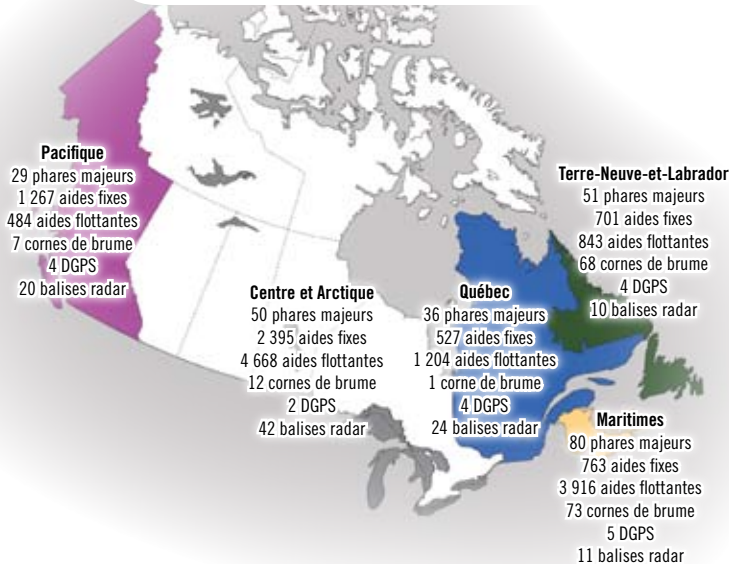 Pacifique
29 phares majeurs
1 267 aides fixes
484 aides flottantes
7 cornes de brume
4 DGPS
20 balises radar
Centre et Arctique
50 phares majeurs
2 395 aides fixes
4 668 aides flottantes
12 cornes de brume
2 DGPS
42 balises radar
Québec
36 phares majeurs
527 aides fixes
1 204 aides flottantes
1 corne de brume
4 DGPS
24 balises radar
Terre-Neuve-et-Labrador
51 phares majeurs
701 aides fixes
843 aides flottantes
68 cornes de brume
4 DGPS
10 balises radar
Maritimes
80 phares majeurs
763 aides fixes
3 916 aides flottantes
73 cornes de brume
5 DGPS
11 balises radar